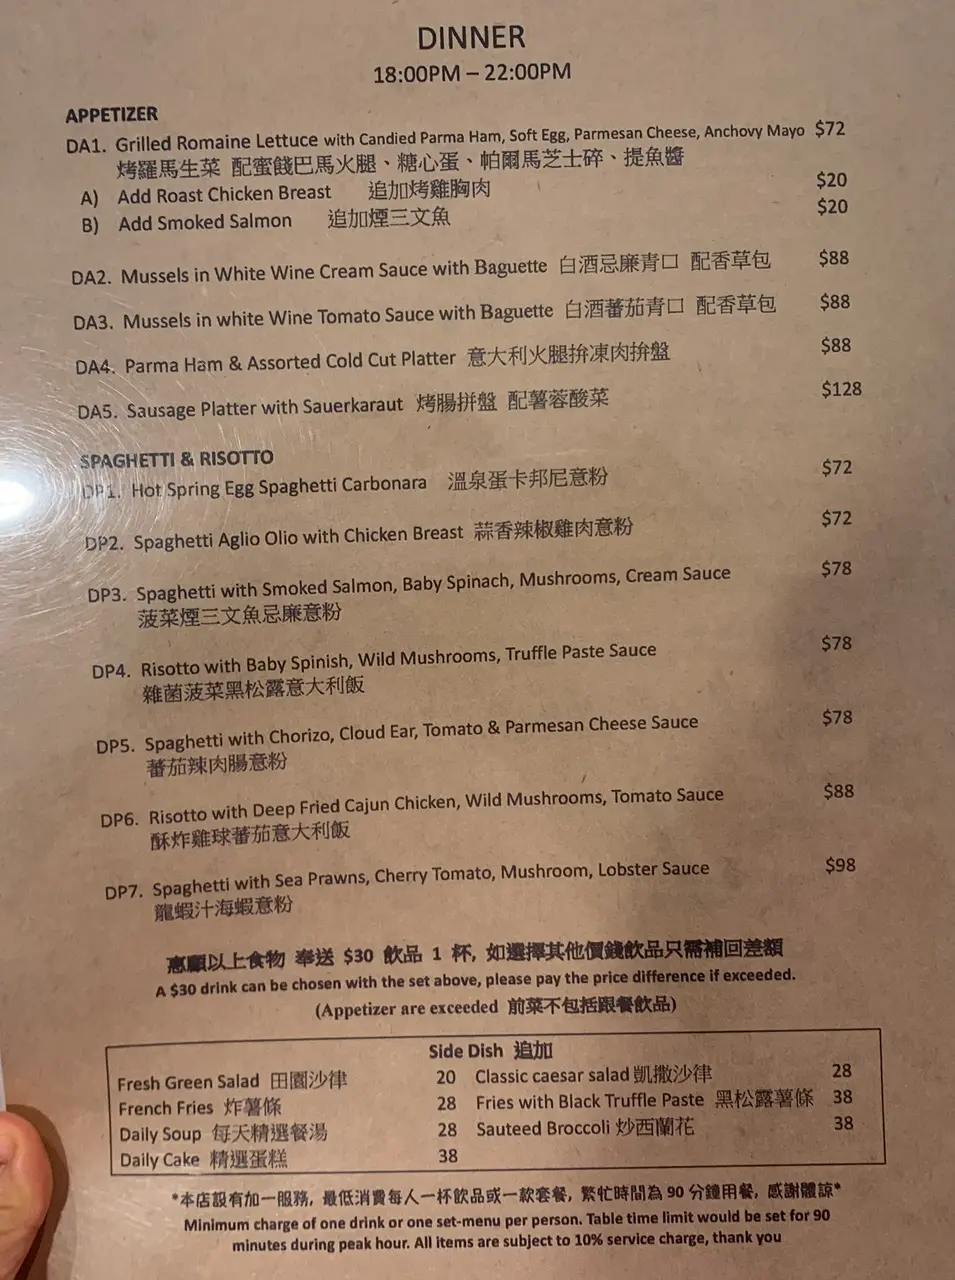 DINNER
18:00PM – 22:00PM
APPETIZER
DA1. Grilled Romaine Lettuce with Candied Parma Ham, Soft Egg, Parmesan Cheese, Anchovy Mayo $72
烤羅馬生菜 配蜜餞巴馬火腿、糖心蛋、帕爾馬芝士碎、提魚醬
A) Add Roast Chicken Breast 追加烤雞胸肉 $20
B) Add Smoked Salmon 追加煙三文魚 $20
DA2. Mussels in White Wine Cream Sauce with Baguette 白酒忌廉青口 配香草包 $88
DA3. Mussels in white Wine Tomato Sauce with Baguette 白酒蕃茄青口 配香草包 $88
DA4. Parma Ham & Assorted Cold Cut Platter 意大利火腿拚凍肉拚盤 $88
DA5. Sausage Platter with Sauerkaraut 烤腸拼盤 配薯蓉酸菜 $128
SPAGHETTI & RISOTTO
DP1. Hot Spring Egg Spaghetti Carbonara 溫泉蛋卡邦尼意粉 $72
DP2. Spaghetti Aglio Olio with Chicken Breast 蒜香辣椒雞肉意粉 $72
DP3. Spaghetti with Smoked Salmon, Baby Spinach, Mushrooms, Cream Sauce $78
菠菜煙三文魚忌廉意粉
DP4. Risotto with Baby Spinish, Wild Mushrooms, Truffle Paste Sauce $78
雜菌菠菜黑松露意大利飯
DP5. Spaghetti with Chorizo, Cloud Ear, Tomato & Parmesan Cheese Sauce $78
蕃茄辣肉腸意粉
DP6. Risotto with Deep Fried Cajun Chicken, Wild Mushrooms, Tomato Sauce $88
酥炸雞球蕃茄意大利飯
DP7. Spaghetti with Sea Prawns, Cherry Tomato, Mushroom, Lobster Sauce $98
龍蝦汁海蝦意粉
惠顧以上食物 奉送 $30 飲品 1 杯, 如選擇其他價錢飲品只需補回差額
A $30 drink can be chosen with the set above, please pay the price difference if exceeded.
(Appetizer are exceeded 前菜不包括跟餐飲品)
Side Dish 追加
Fresh Green Salad 田園沙律 20 Classic caesar salad 凱撒沙律 28
French Fries 炸薯條 28 Fries with Black Truffle Paste 黑松露薯條 38
Daily Soup 每天精選餐湯 28 Sauteed Broccoli 炒西蘭花 38
Daily Cake 精選蛋糕 38
*本店設有加一服務, 最低消費每人一杯飲品或一款套餐, 繁忙時間為 90 分鐘用餐, 感謝體諒*
Minimum charge of one drink or one set-menu per person. Table time limit would be set for 90
minutes during peak hour. All items are subject to 10% service charge, thank you